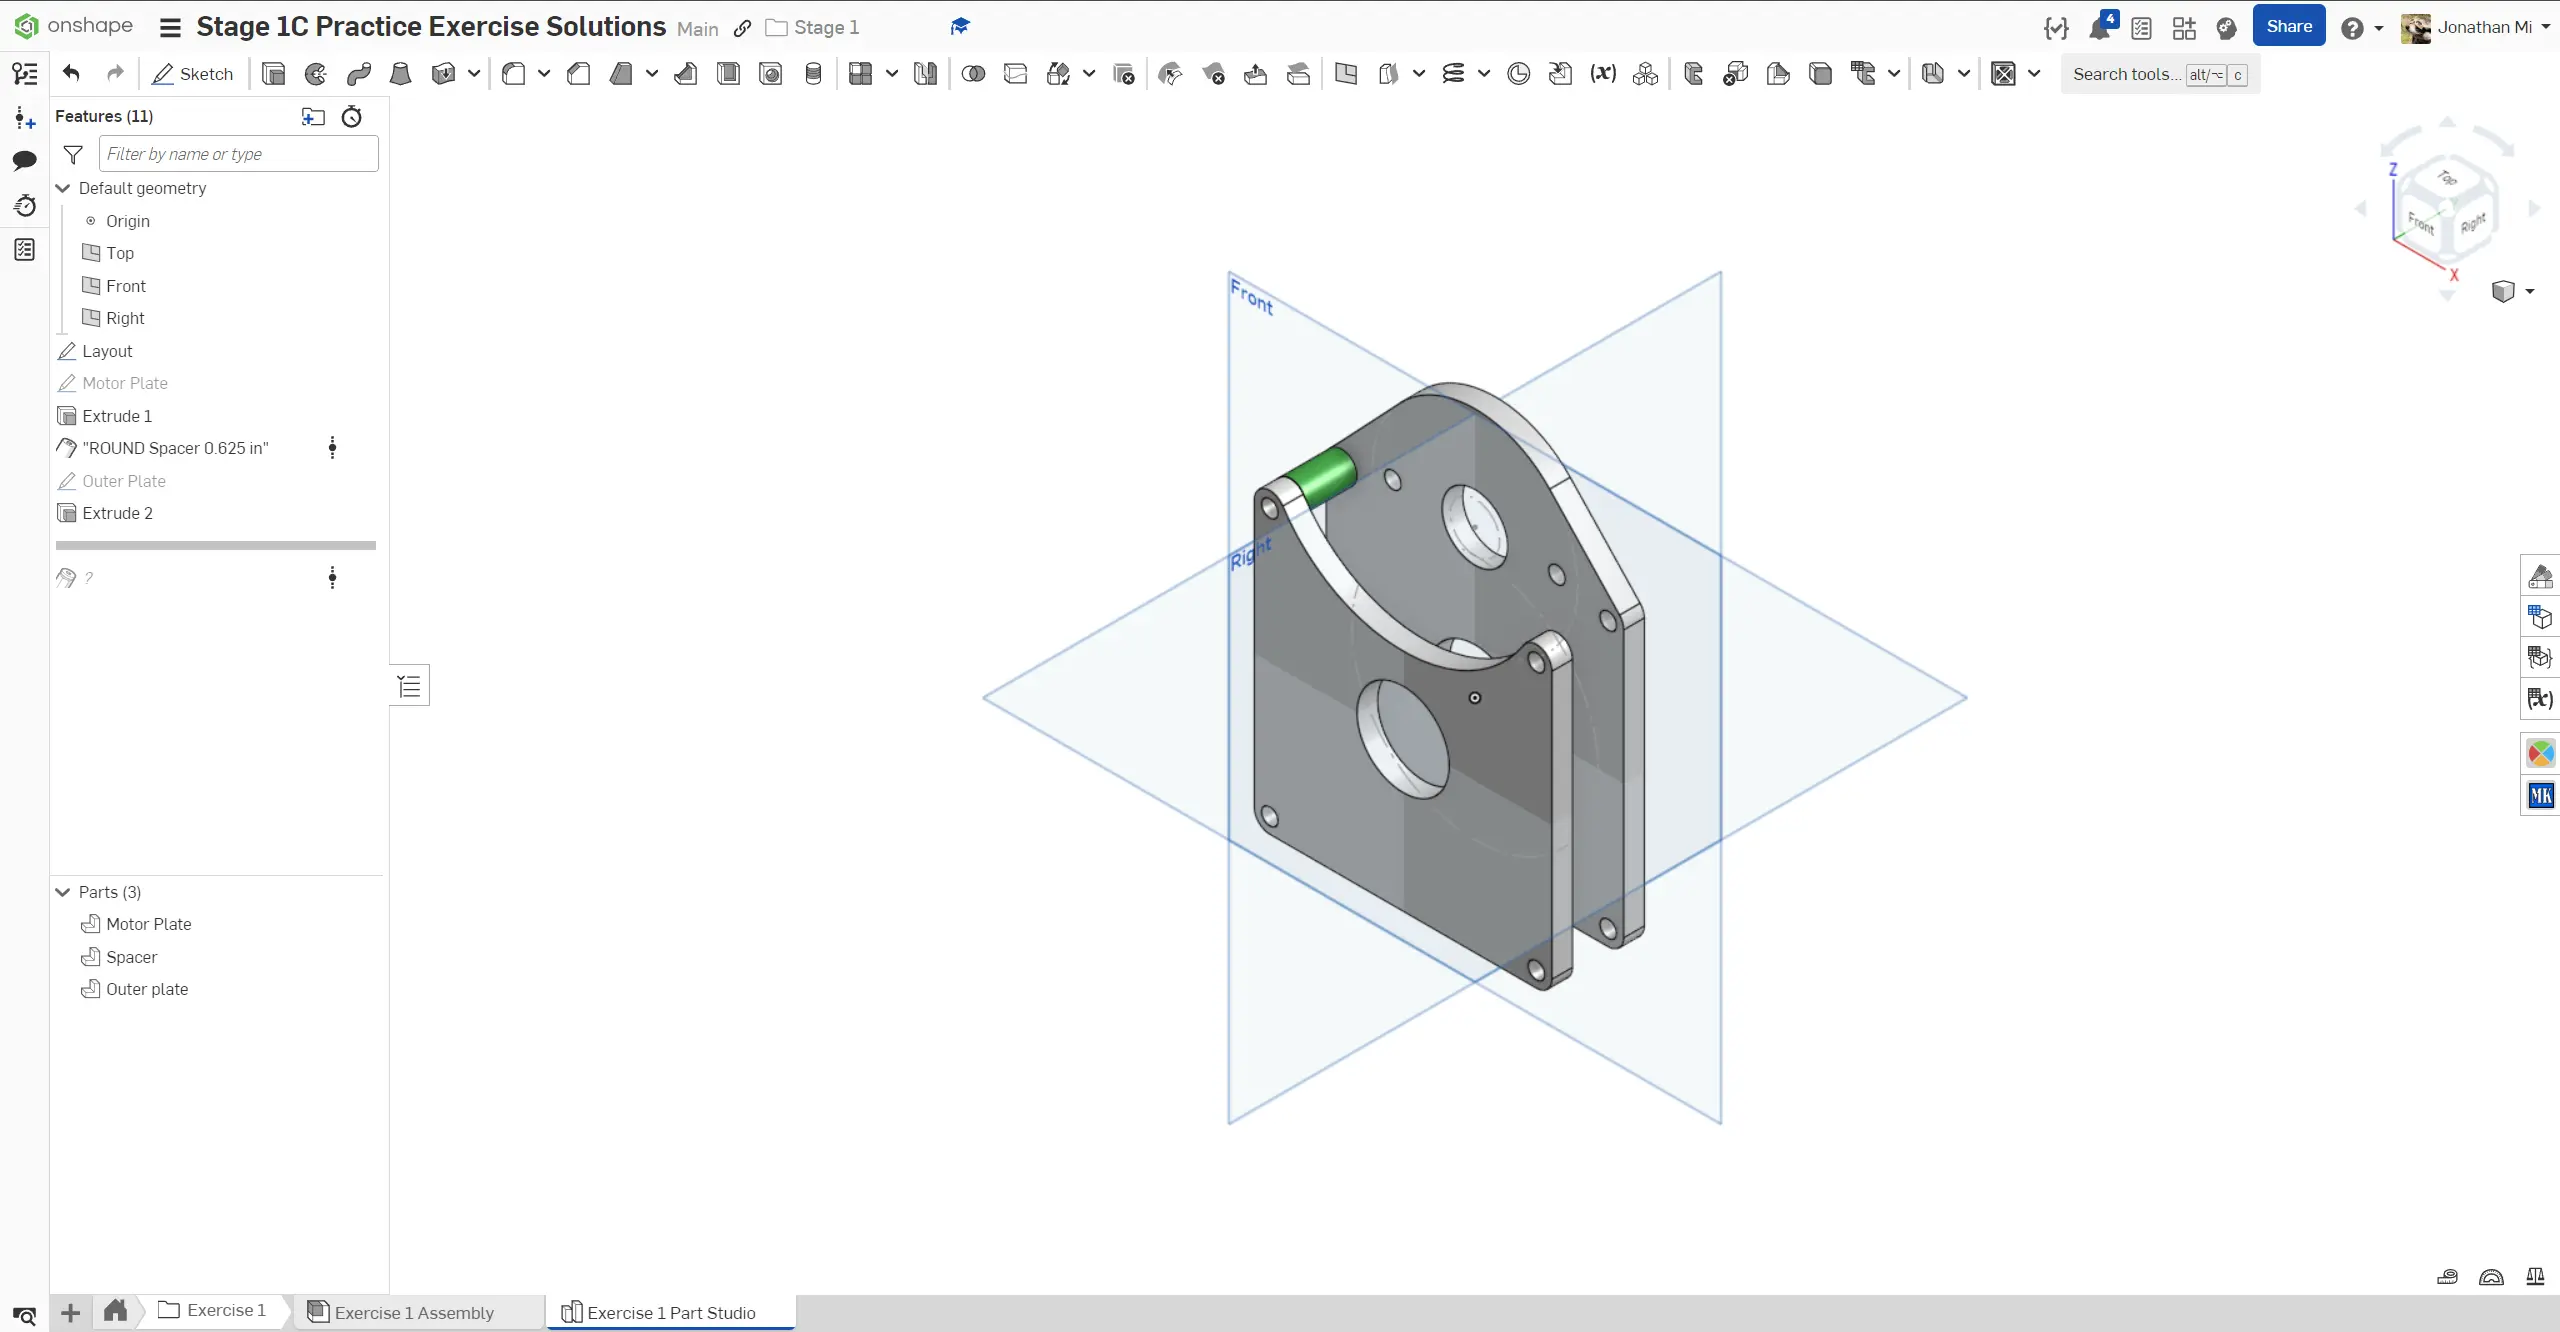 onshape
Stage 1C Practice Exercise Solutions Main Stage 1
4
Share
Jonathan Mi
Sketch
Search tools... alt/⌥ c
Features (11)
Filter by name or type
Default geometry
Origin
Top
Front
Right
Layout
Motor Plate
Extrude 1
"ROUND Spacer 0.625 in"
Outer Plate
Extrude 2
?
Parts (3)
Motor Plate
Spacer
Outer plate
Front
Right
Z
Top
Front
Right
X
MK
Exercise 1
Exercise 1 Assembly
Exercise 1 Part Studio